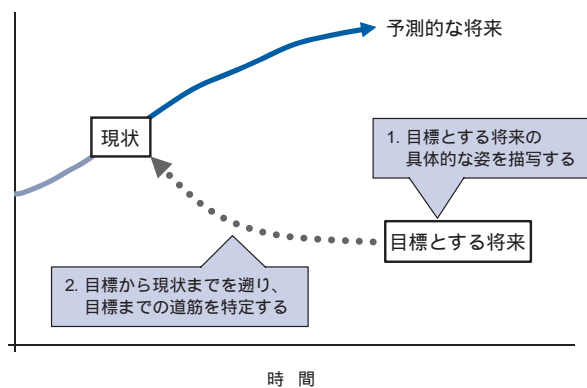 予測的な将来
現状
1. 目標とする将来の
具体的な姿を描写する
目標とする将来
2. 目標から現状までを遡り、
目標までの道筋を特定する
時 間